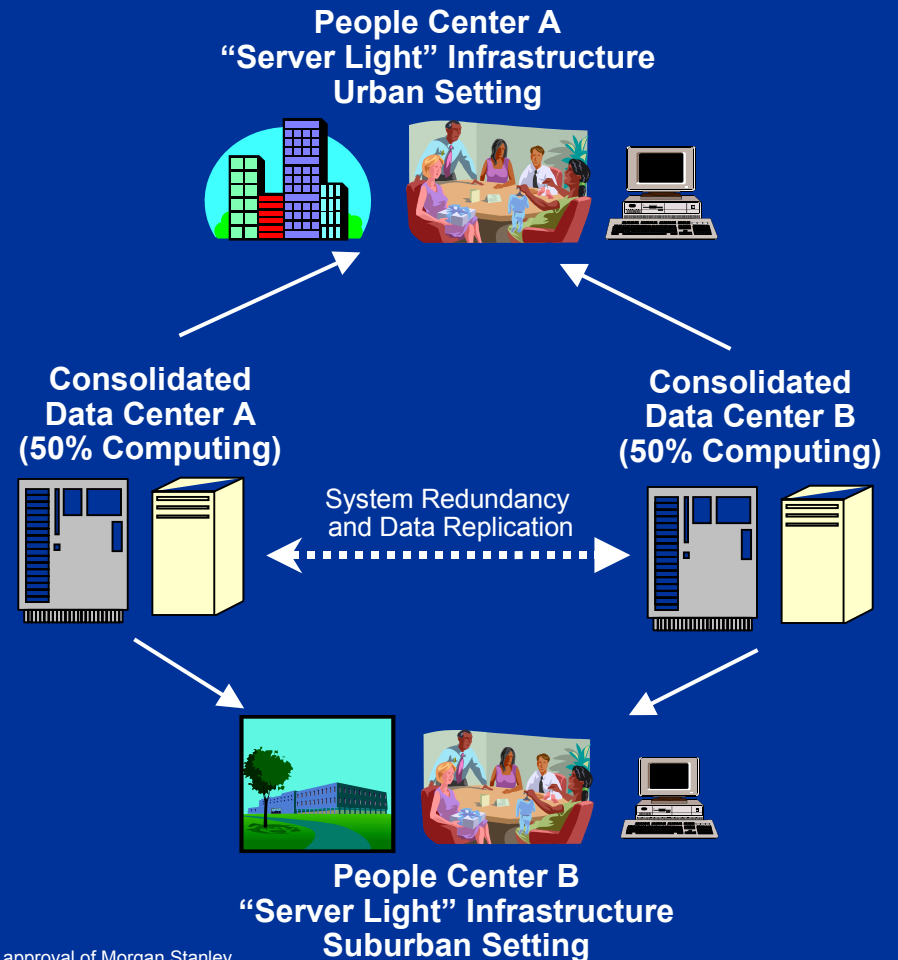 People Center A
“Server Light” Infrastructure
Urban Setting
Consolidated
Data Center A
(50% Computing)
Consolidated
Data Center B
(50% Computing)
System Redundancy
and Data Replication
People Center B
“Server Light” Infrastructure
Suburban Setting
approval of Morgan Stanley